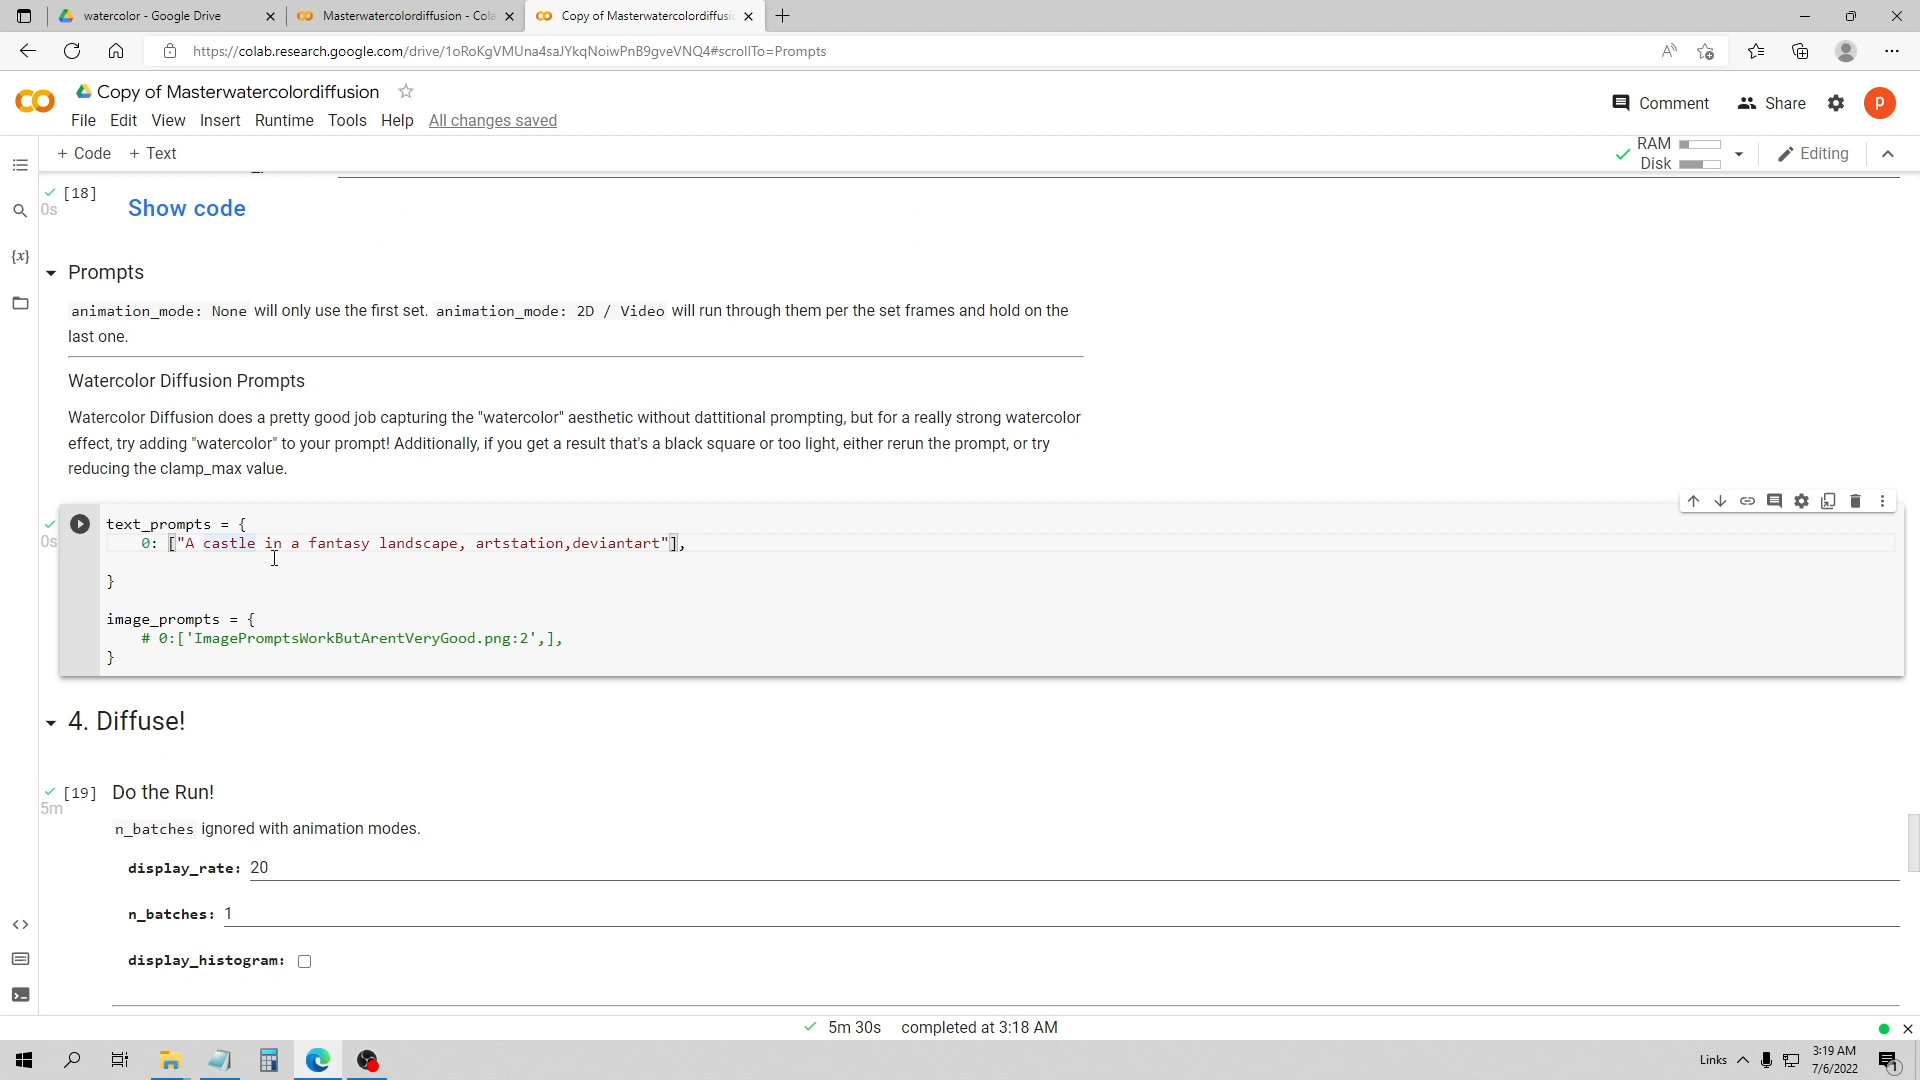 watercolor - Google Drive
Masterwatercolordiffusion - Cola
Copy of Masterwatercolordiffusio
https://colab.research.google.com/drive/1oRoKgVMUna4saJYkqNoiwPnB9gveVNQ4#scrollTo=Prompts
Copy of Masterwatercolordiffusion
Comment
Share
P
File Edit View Insert Runtime Tools Help All changes saved
+ Code + Text
RAM
Disk
Editing
[18]
0s
Show code
{x}
Prompts
animation_mode: None will only use the first set. animation_mode: 2D / Video will run through them per the set frames and hold on the
last one.
Watercolor Diffusion Prompts
Watercolor Diffusion does a pretty good job capturing the "watercolor" aesthetic without dattitional prompting, but for a really strong watercolor
effect, try adding "watercolor" to your prompt! Additionally, if you get a result that's a black square or too light, either rerun the prompt, or try
reducing the clamp_max value.
text_prompts = {
0s
0: ["A castle in a fantasy landscape, artstation,deviantart"],
}
image_prompts = {
# 0:['ImagePromptsWorkButArentVeryGood.png:2',],
}
4. Diffuse!
[19] Do the Run!
5m
n_batches ignored with animation modes.
display_rate: 20
n_batches: 1
display_histogram:
5m 30s completed at 3:18 AM
Links
3:19 AM
7/6/2022
1